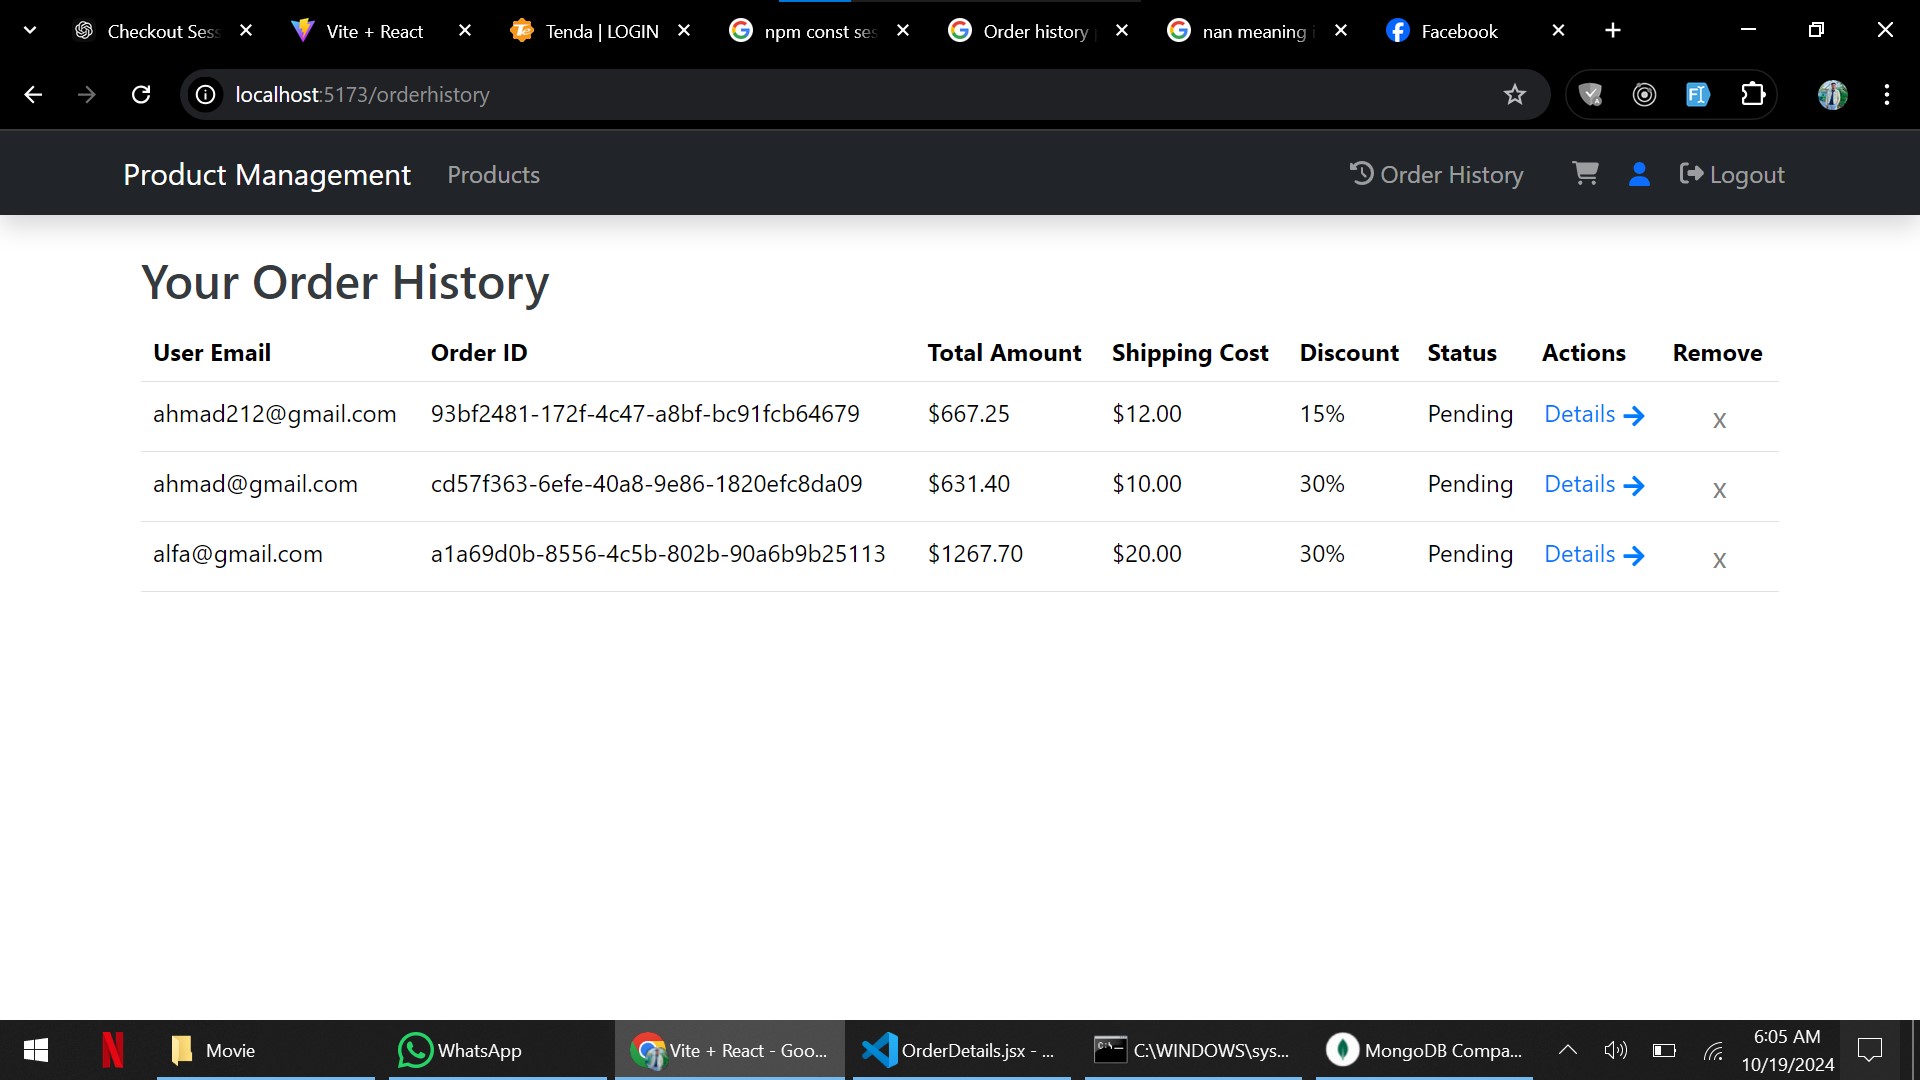 Checkout Ses
Vite + React
Tenda | LOGIN
npm const ses
Order history
nan meaning
Facebook
localhost:5173/orderhistory
Product Management Products Order History Logout
Your Order History
User Email Order ID Total Amount Shipping Cost Discount Status Actions Remove
ahmad212@gmail.com 93bf2481-172f-4c47-a8bf-bc91fcb64679 $667.25 $12.00 15% Pending Details → x
ahmad@gmail.com cd57f363-6efe-40a8-9e86-1820efc8da09 $631.40 $10.00 30% Pending Details → x
alfa@gmail.com a1a69d0b-8556-4c5b-802b-90a6b9b25113 $1267.70 $20.00 30% Pending Details → x
Movie
WhatsApp
Vite + React - Goo...
OrderDetails.jsx - ...
C:\WINDOWS\sys...
MongoDB Compa...
6:05 AM
10/19/2024